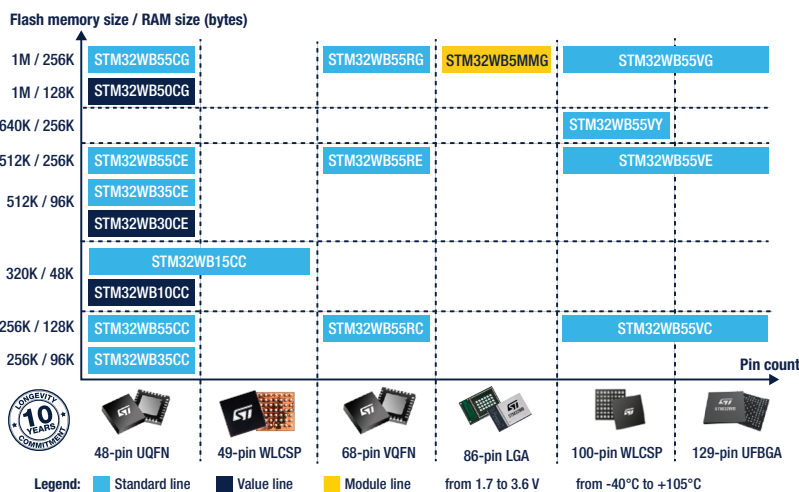 Flash memory size / RAM size (bytes)
1M / 256K
STM32WB55CG
STM32WB55RG
STM32WB5MMG
STM32WB55VG
1M / 128K
STM32WB50CG
640K / 256K
STM32WB55VY
512K / 256K
STM32WB55CE
STM32WB55RE
STM32WB55VE
STM32WB35CE
512K / 96K
STM32WB30CE
320K / 48K
STM32WB15CC
STM32WB10CC
256K / 128K
STM32WB55CC
STM32WB55RC
STM32WB55VC
256K / 96K
STM32WB35CC
Pin count
LONGEVITY
10
YEARS
COMMITMENT
48-pin UQFN
49-pin WLCSP
68-pin VQFN
86-pin LGA
100-pin WLCSP
129-pin UFBGA
Legend:
Standard line
Value line
Module line
from 1.7 to 3.6 V
from -40°C to +105°C